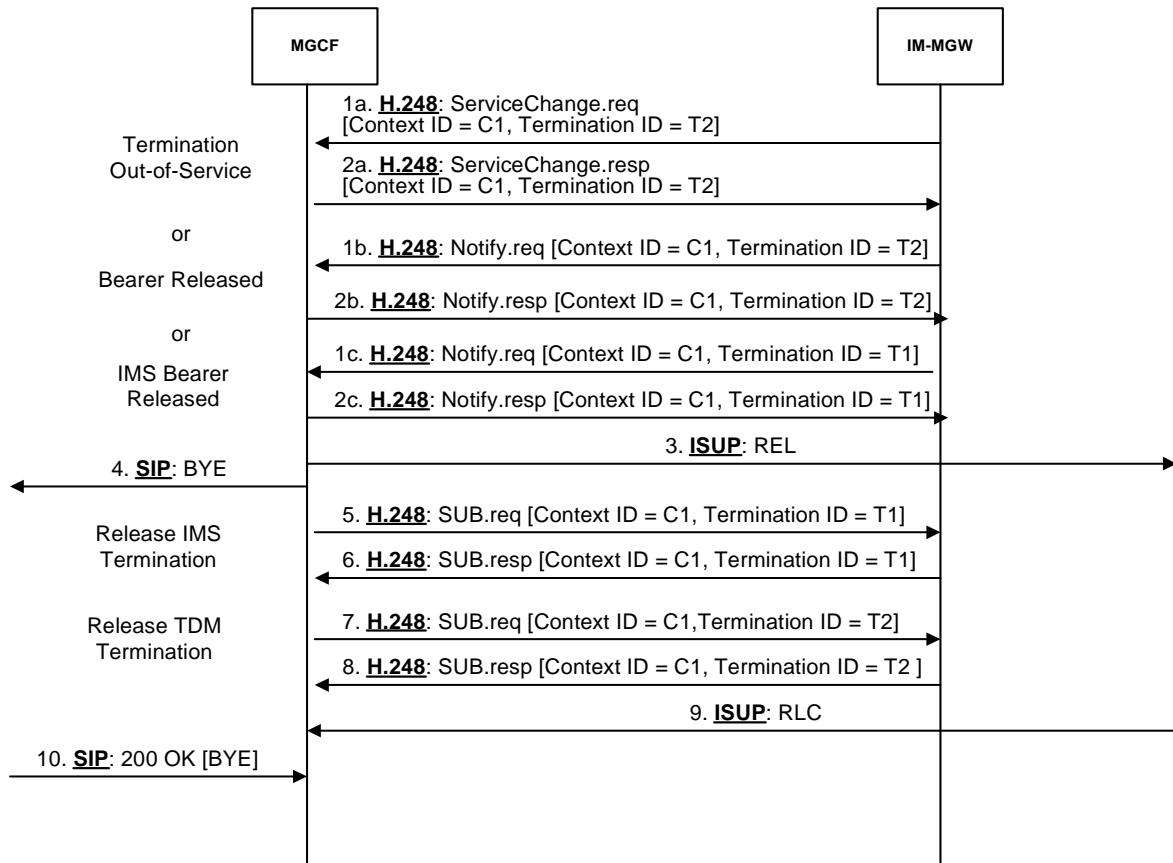 MGCF
IM-MGW
1a. H.248: ServiceChange.req
[Context ID = C1, Termination ID = T2]
Termination
Out-of-Service
2a. H.248: ServiceChange.resp
[Context ID = C1, Termination ID = T2]
or
1b. H.248: Notify.req [Context ID = C1, Termination ID = T2]
Bearer Released
2b. H.248: Notify.resp [Context ID = C1, Termination ID = T2]
or
1c. H.248: Notify.req [Context ID = C1, Termination ID = T1]
IMS Bearer
Released
2c. H.248: Notify.resp [Context ID = C1, Termination ID = T1]
3. ISUP: REL
4. SIP: BYE
5. H.248: SUB.req [Context ID = C1, Termination ID = T1]
Release IMS
Termination
6. H.248: SUB.resp [Context ID = C1, Termination ID = T1]
7. H.248: SUB.req [Context ID = C1,Termination ID = T2]
Release TDM
Termination
8. H.248: SUB.resp [Context ID = C1, Termination ID = T2 ]
9. ISUP: RLC
10. SIP: 200 OK [BYE]